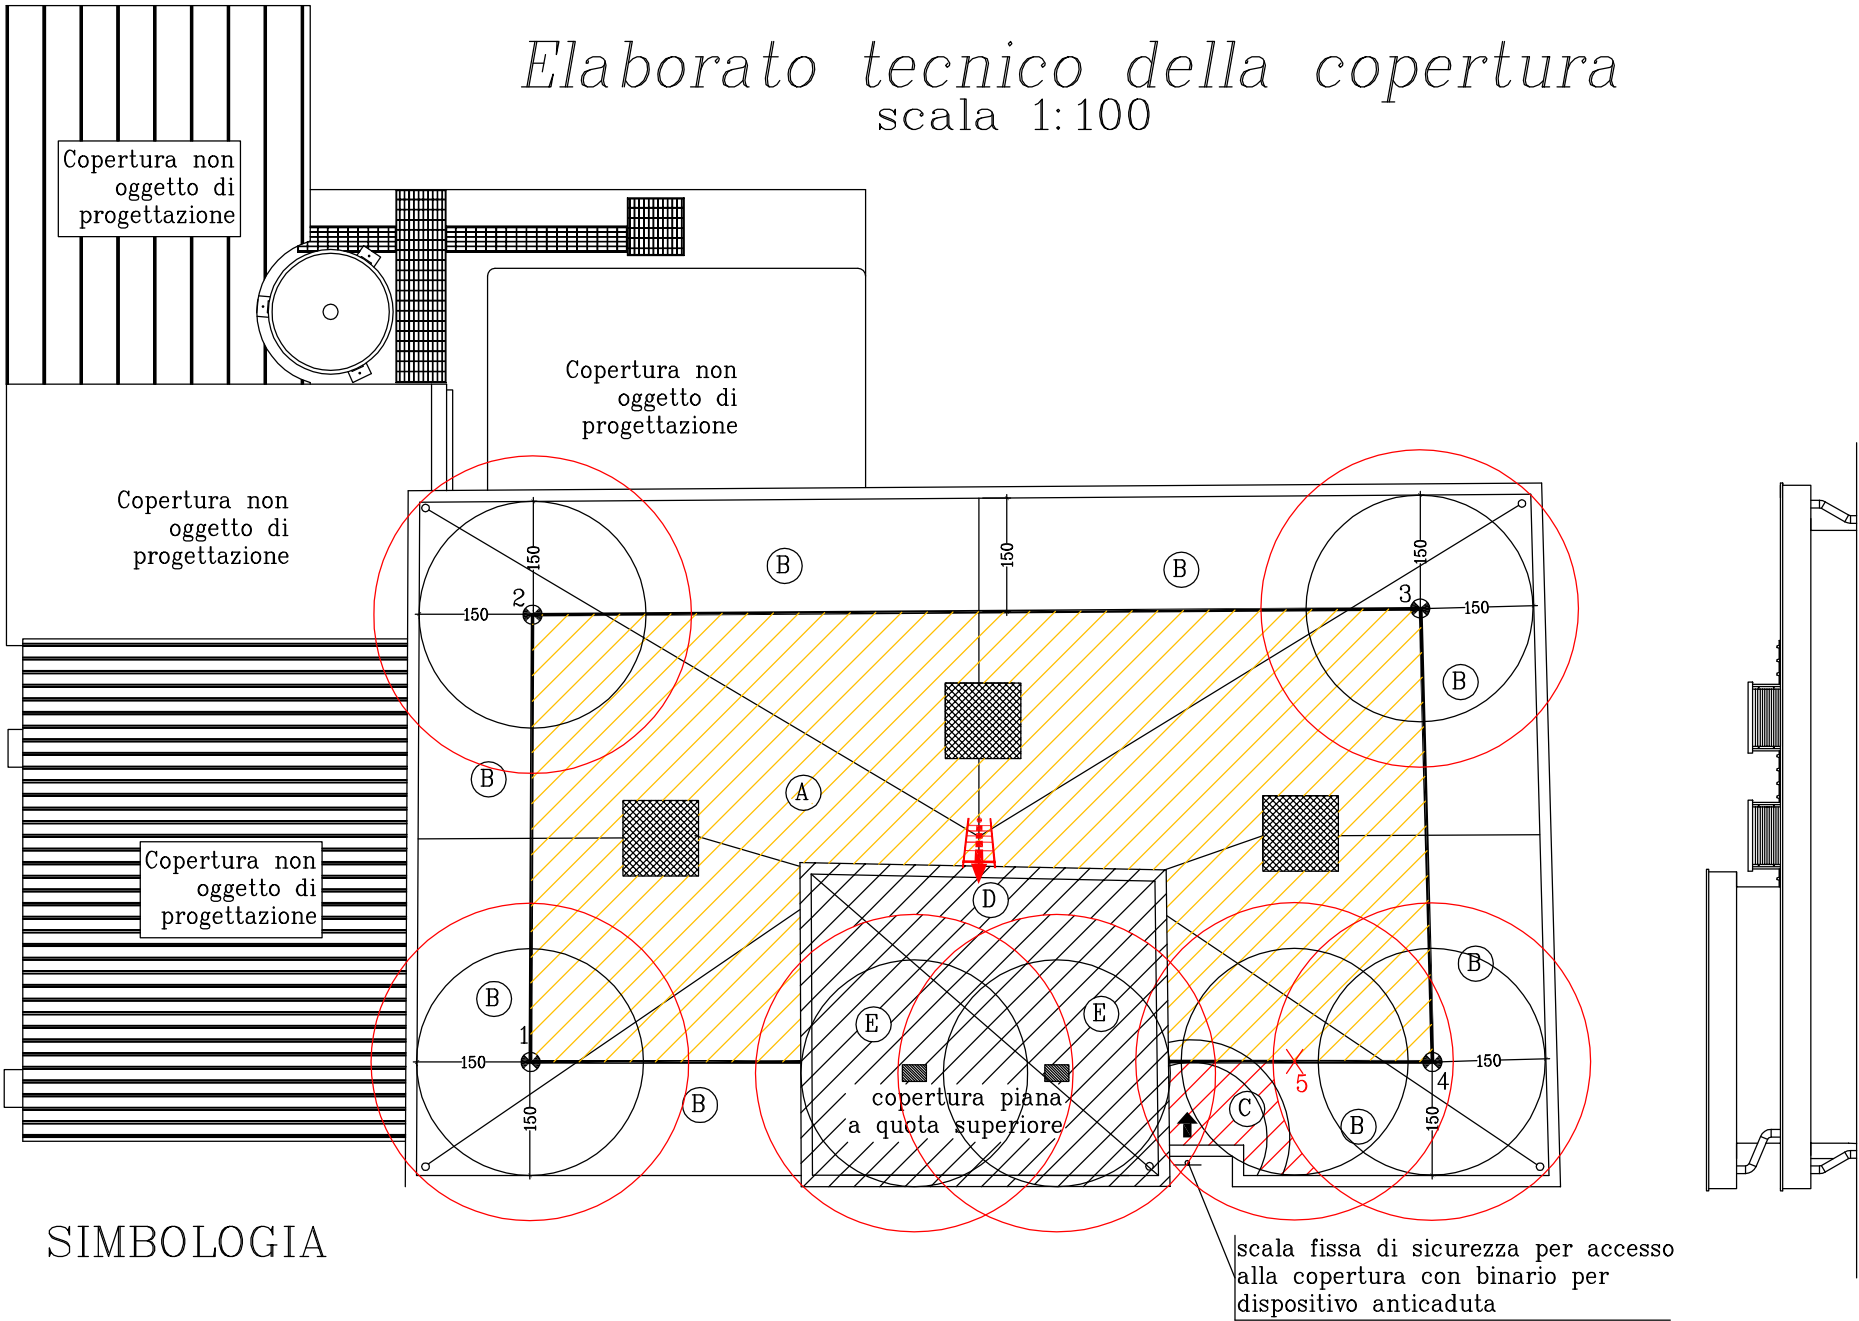 Elaborato tecnico della copertura
scala 1:100
Copertura non
oggetto di
progettazione
Copertura non
oggetto di
progettazione
Copertura non
oggetto di
progettazione
Copertura non
oggetto di
progettazione
150
B
150
B
150
2
150
3
150
150
B
B
A
D
B
B
E
E
1
150
150
B
5
4
150
150
C
B
copertura piana
a quota superiore
SIMBOLOGIA
scala fissa di sicurezza per accesso
alla copertura con binario per
dispositivo anticaduta